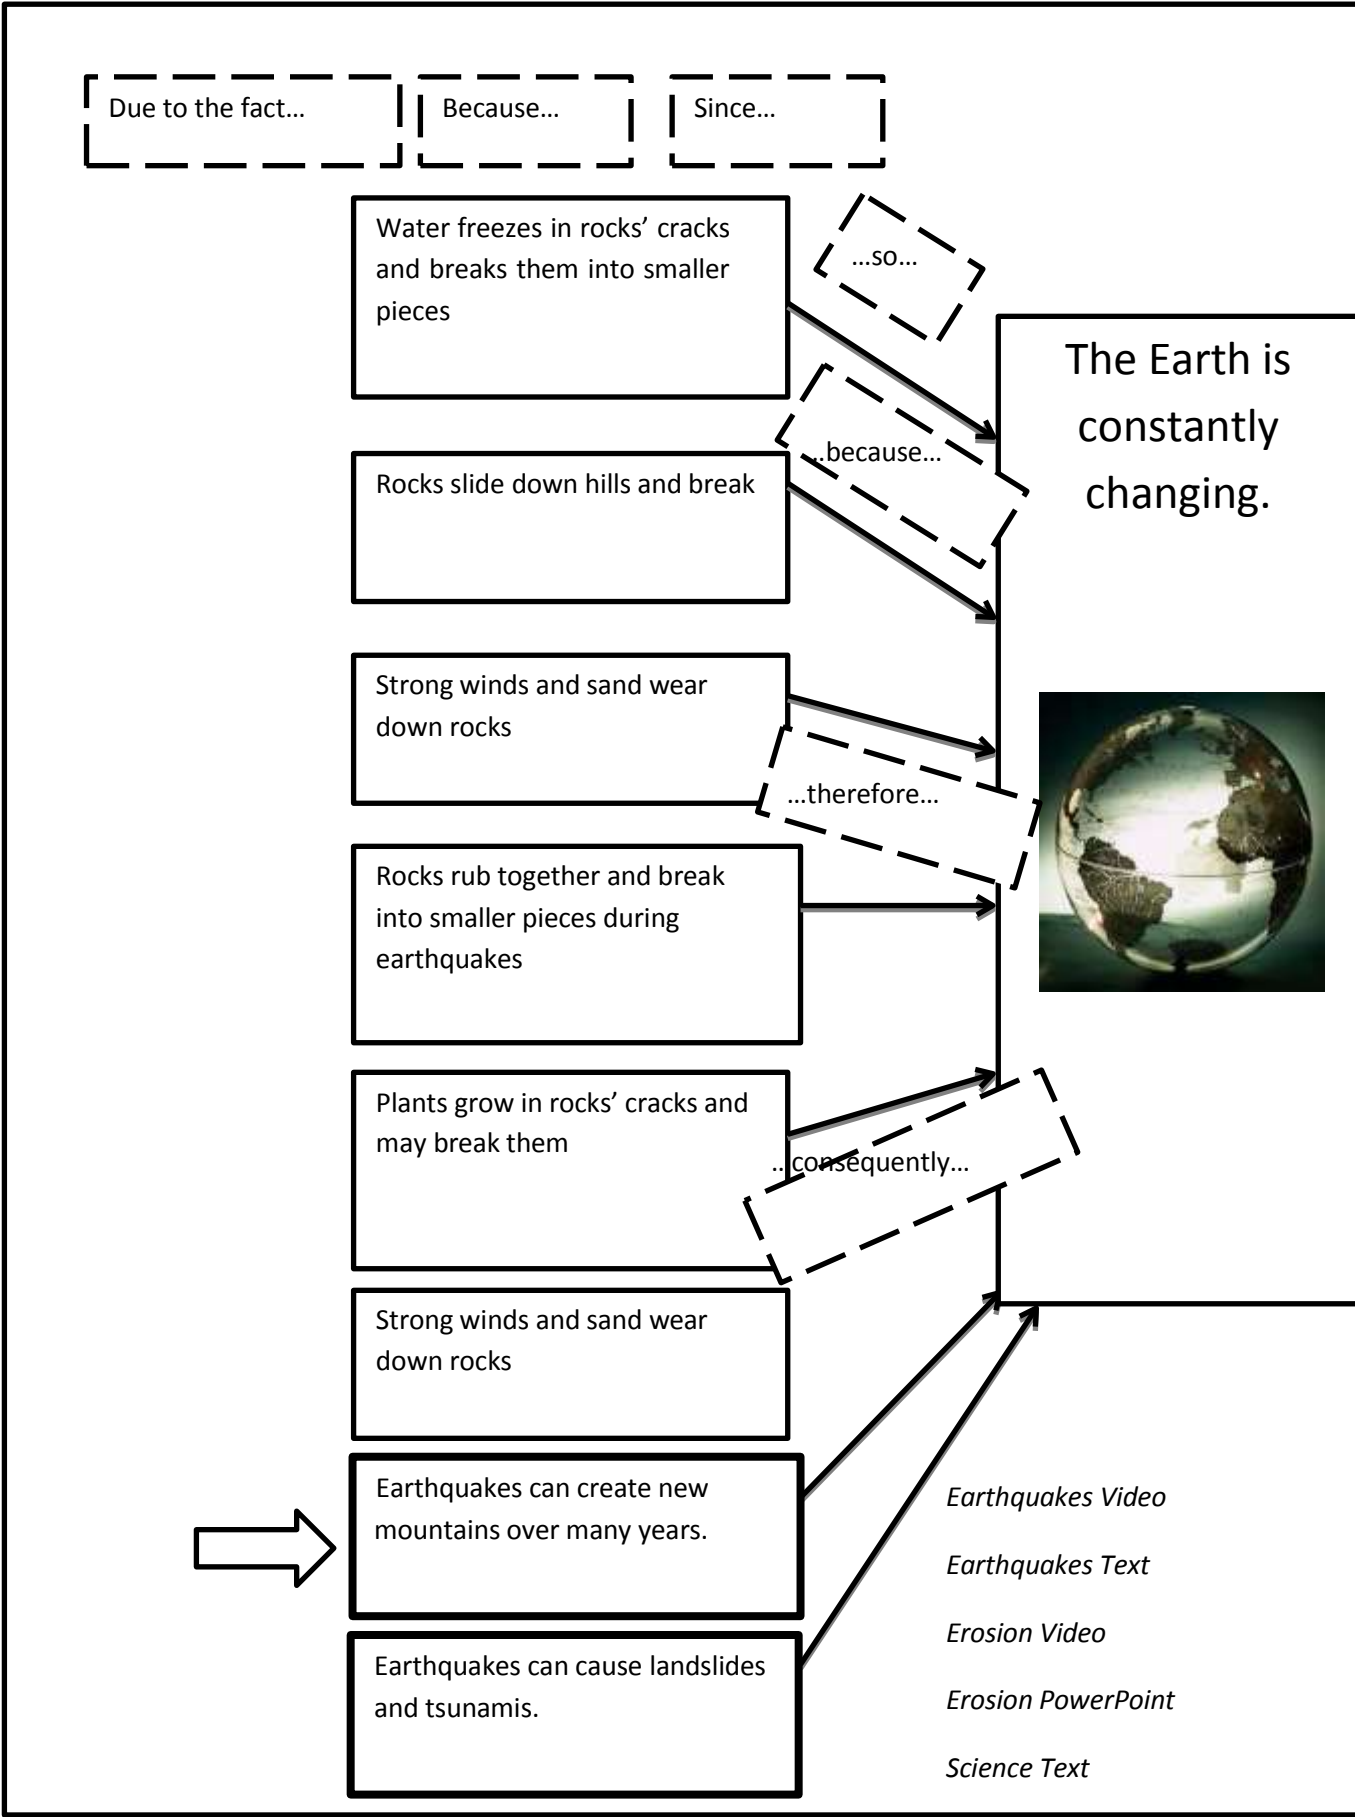 Due to the fact...
Because...
Since...
Water freezes in rocks’ cracks
and breaks them into smaller
pieces
...so...
The Earth is
constantly
changing.
...because...
Rocks slide down hills and break
Strong winds and sand wear
down rocks
...therefore...
Rocks rub together and break
into smaller pieces during
earthquakes
Plants grow in rocks’ cracks and
may break them
...consequently...
Strong winds and sand wear
down rocks
Earthquakes can create new
mountains over many years.
Earthquakes can cause landslides
and tsunamis.
Earthquakes Video
Earthquakes Text
Erosion Video
Erosion PowerPoint
Science Text